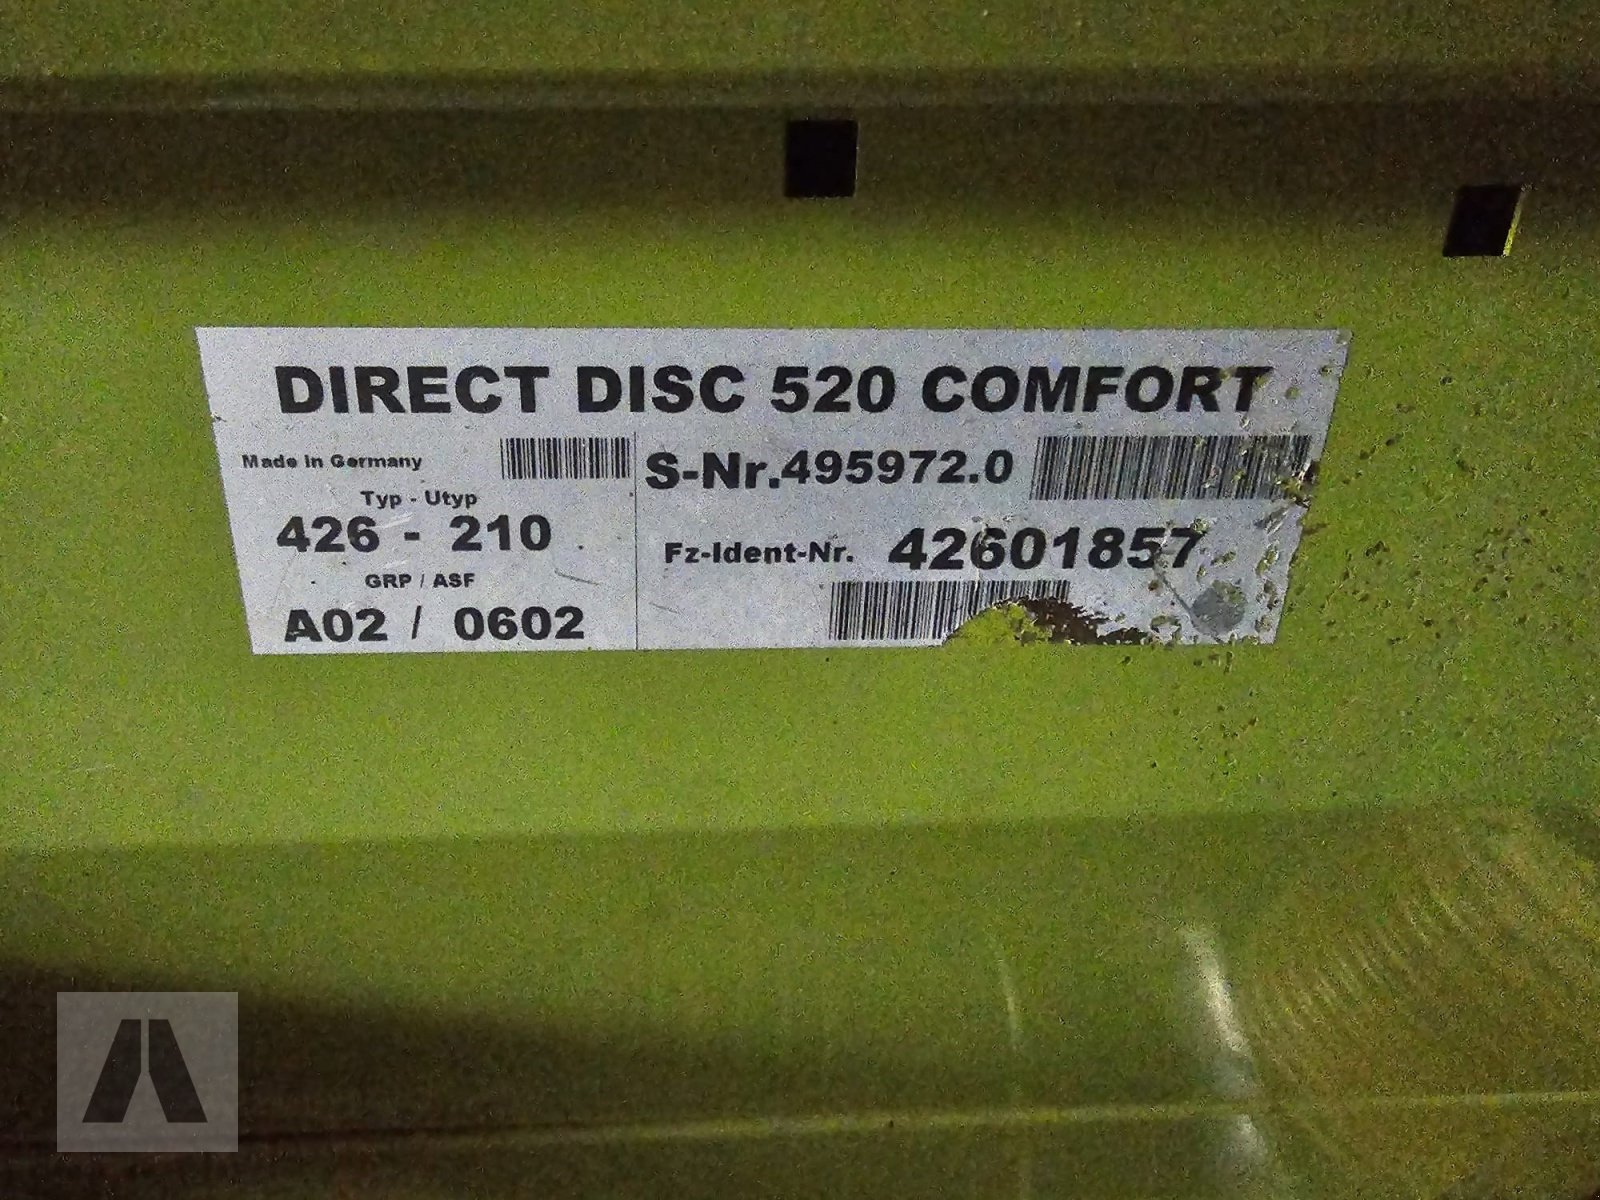 DIRECT DISC 520 COMFORT
Made in Germany
Typ - Utyp
426 - 210
GRP / ASF
A02 / 0602
S-Nr.495972.0
Fz-Ident-Nr. 42601857